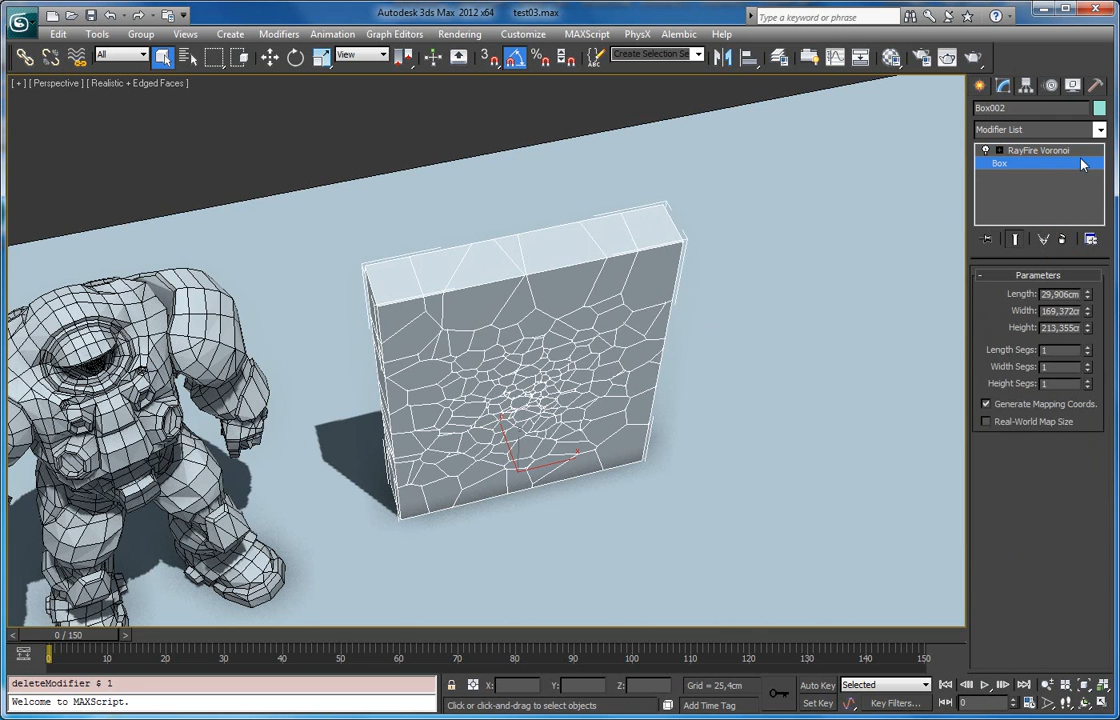 Autodesk 3ds Max 2012 x64 test03.max
Type a keyword or phrase
Edit Tools Group Views Create Modifiers Animation Graph Editors Rendering Customize MAXScript PhysX Alembic Help
All View 3 Create Selection Se
[ + ] [ Perspective ] [ Realistic + Edged Faces ]
Box002
Modifier List
RayFire Voronoi
Box
Parameters
Length: 29,906cm
Width: 169,372c
Height: 213,355c
Length Segs: 1
Width Segs: 1
Height Segs: 1
Generate Mapping Coords.
Real-World Map Size
x
< 0 / 150 >
0 10 20 30 40 50 60 70 80 90 100 110 120 130 140 150
deleteModifier $ 1
Welcome to MAXScript.
X: Y: Z: Grid = 25,4cm
Click or click-and-drag to select objects
Add Time Tag
Auto Key Selected
Set Key Key Filters... 0